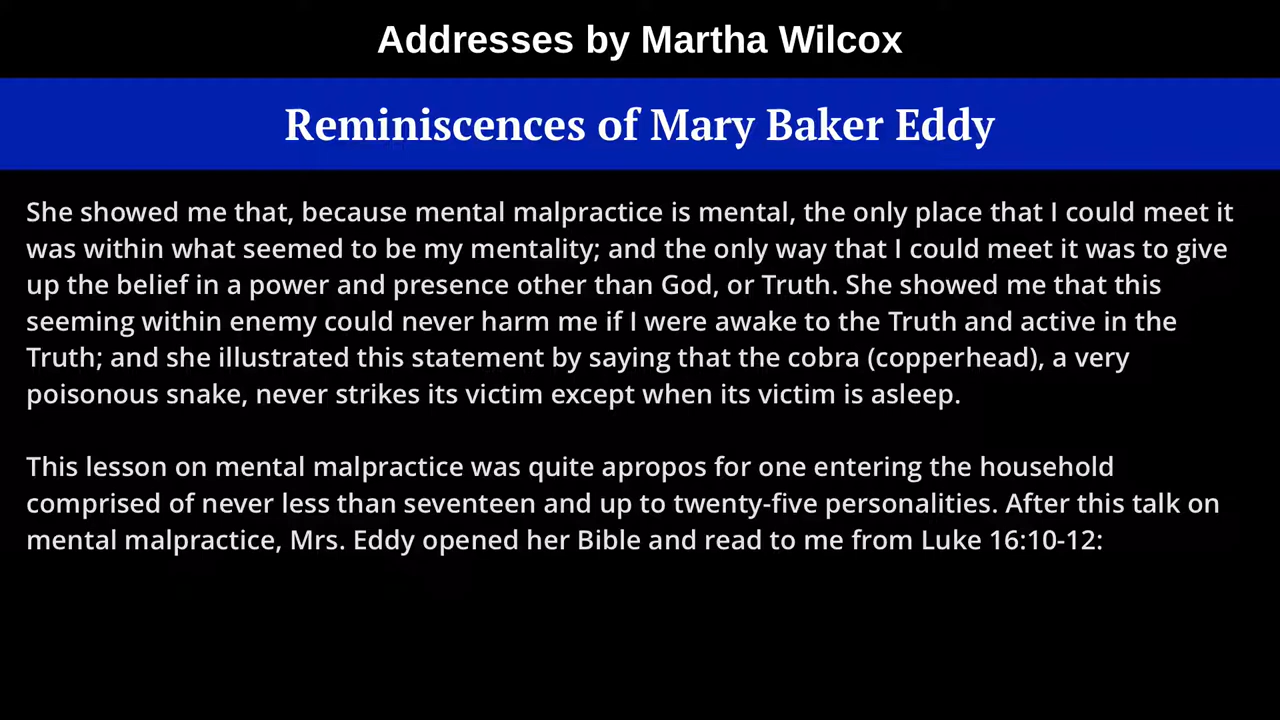 Addresses by Martha Wilcox
Reminiscences of Mary Baker Eddy
She showed me that, because mental malpractice is mental, the only place that I could meet it
was within what seemed to be my mentality; and the only way that I could meet it was to give
up the belief in a power and presence other than God, or Truth. She showed me that this
seeming within enemy could never harm me if I were awake to the Truth and active in the
Truth; and she illustrated this statement by saying that the cobra (copperhead), a very
poisonous snake, never strikes its victim except when its victim is asleep.
This lesson on mental malpractice was quite apropos for one entering the household
comprised of never less than seventeen and up to twenty-five personalities. After this talk on
mental malpractice, Mrs. Eddy opened her Bible and read to me from Luke 16:10-12: